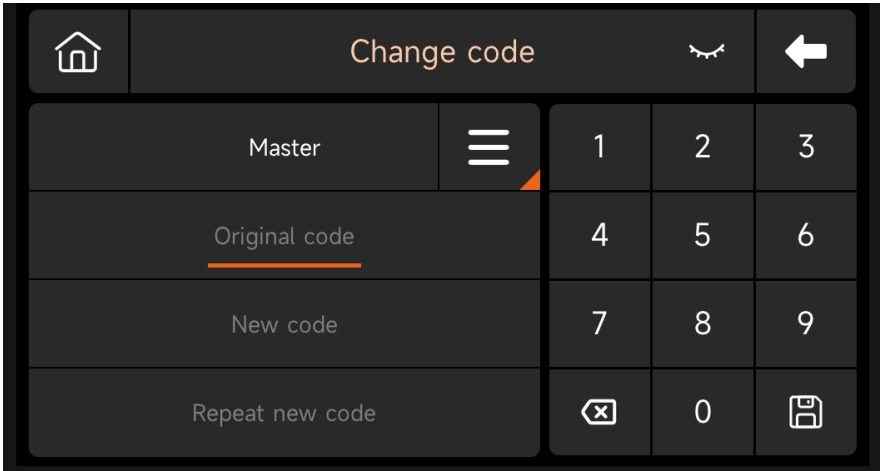 Change code
Master
1 2 3
Original code
4 5 6
New code
7 8 9
Repeat new code
0